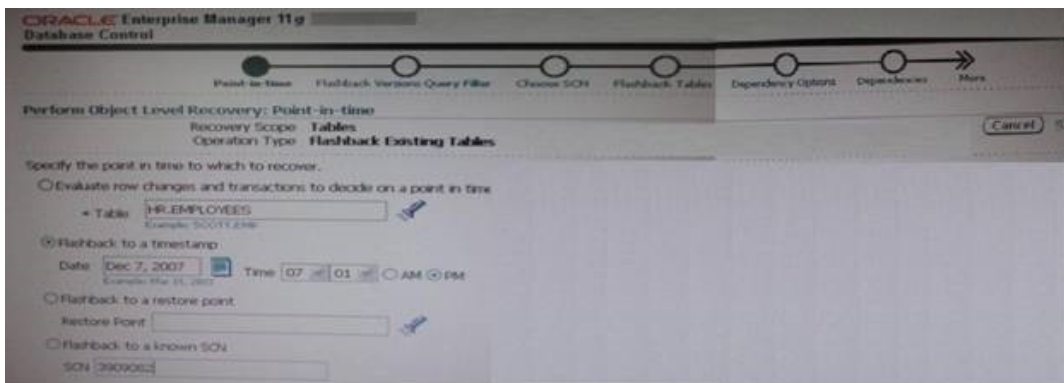 ORACLE Enterprise Manager 11g
Database Control
Point-in-time Flashback Versions Query Filter Choose SCN Flashback Tables Dependency Options Dependencies More
Perform Object Level Recovery: Point-in-time
Recovery Scope Tables
Cancel
Operation Type Flashback Existing Tables
Specify the point in time to which to recover.
Evaluate row changes and transactions to decide on a point in time
* Table HR.EMPLOYEES
Example: SCOTT.EMP
Flashback to a timestamp
Date Dec 7, 2007 Time 07 01 AM PM
Example: Mar 15, 2003
Flashback to a restore point
Restore Point
Flashback to a known SCN
SCN